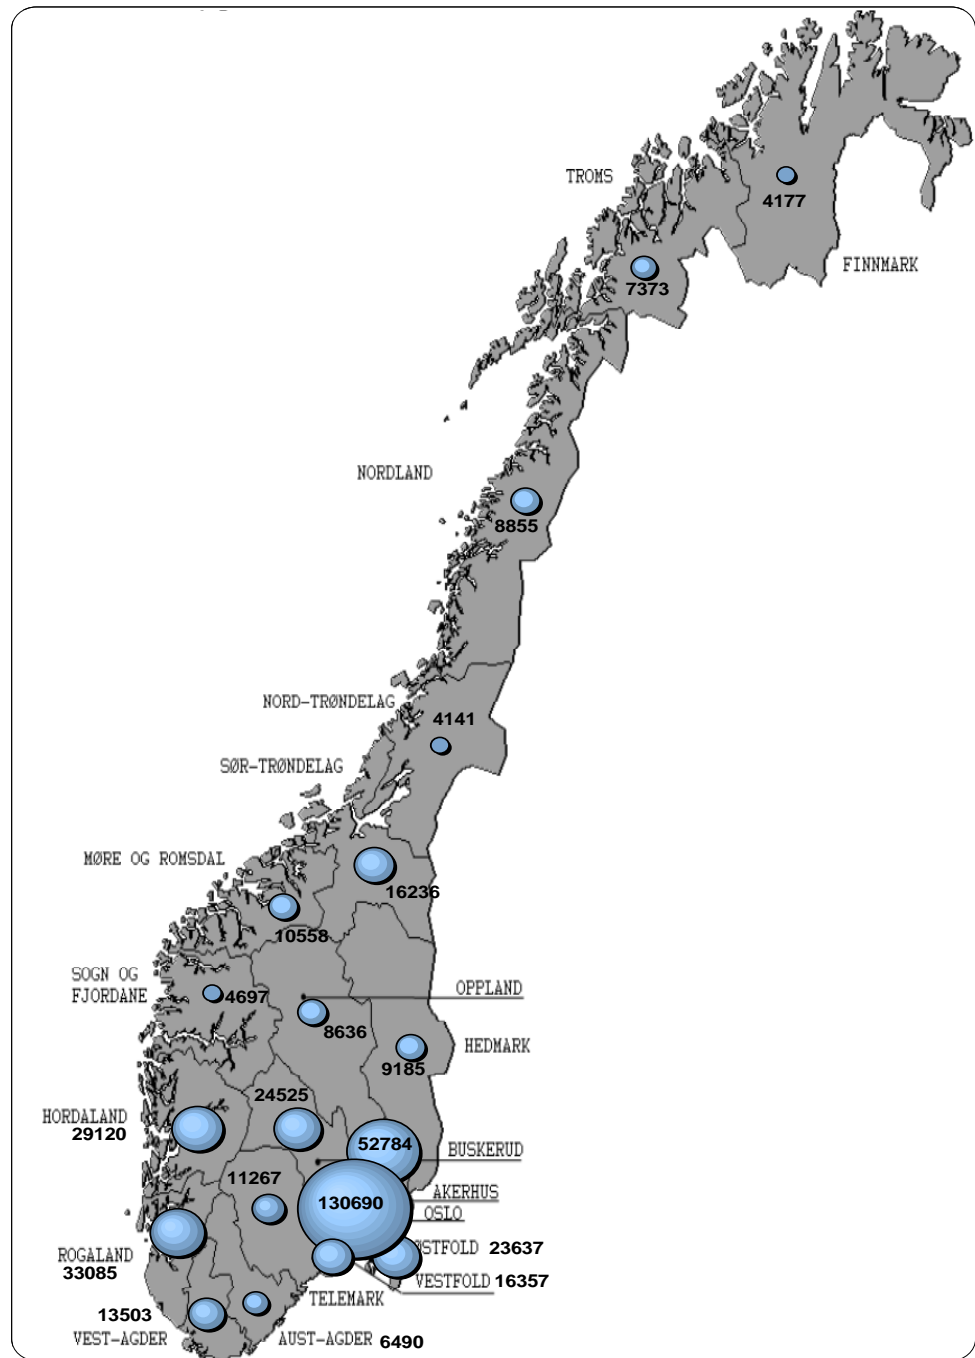 TROMS
4177
FINNMARK
7373
NORDLAND
8855
NORD-TRØNDELAG
4141
SØR-TRØNDELAG
MØRE OG ROMSDAL
16236
10558
SOGN OG
FJORDANE
4697
OPPLAND
8636
HEDMARK
9185
24525
HORDALAND
29120
52784
BUSKERUD
11267
130690
AKERHUS
OSLO
ROGALAND
33085
ØSTFOLD 23637
VESTFOLD 16357
TELEMARK
13503
VEST-AGDER
AUST-AGDER 6490